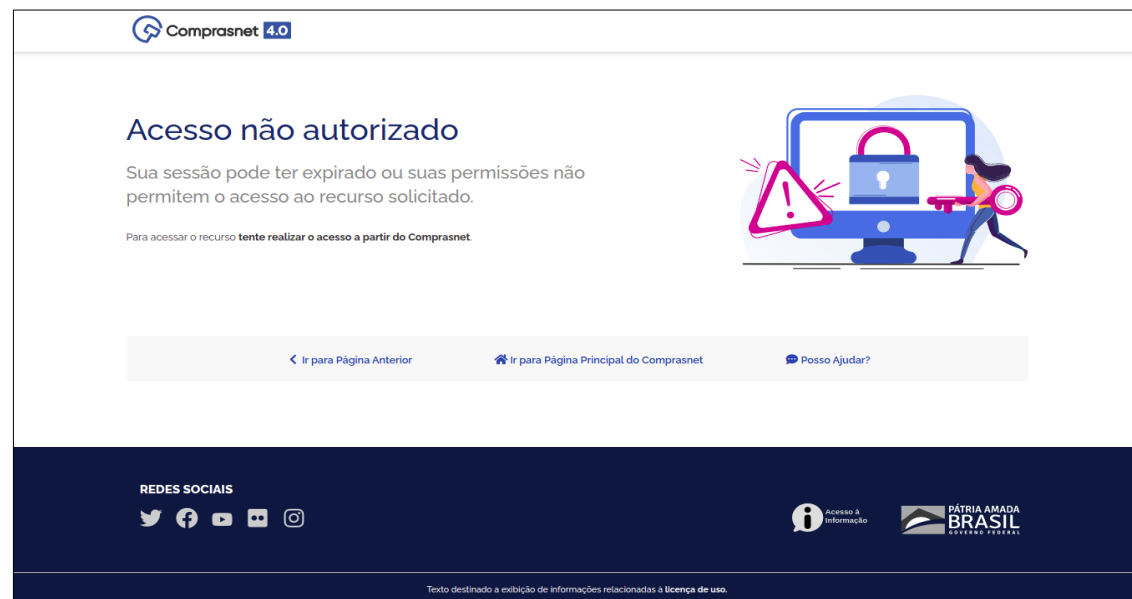 Comprasnet 4.0
Acesso não autorizado
Sua sessão pode ter expirado ou suas permissões não
permitem o acesso ao recurso solicitado.
Para acessar o recurso tente realizar o acesso a partir do Comprasnet.
Ir para Página Anterior
Ir para Página Principal do Comprasnet
Posso Ajudar?
REDES SOCIAIS
Acesso à
Informação
PÁTRIA AMADA
BRASIL
GOVERNO FEDERAL
Texto destinado a exibição de informações relacionadas à licença de uso.